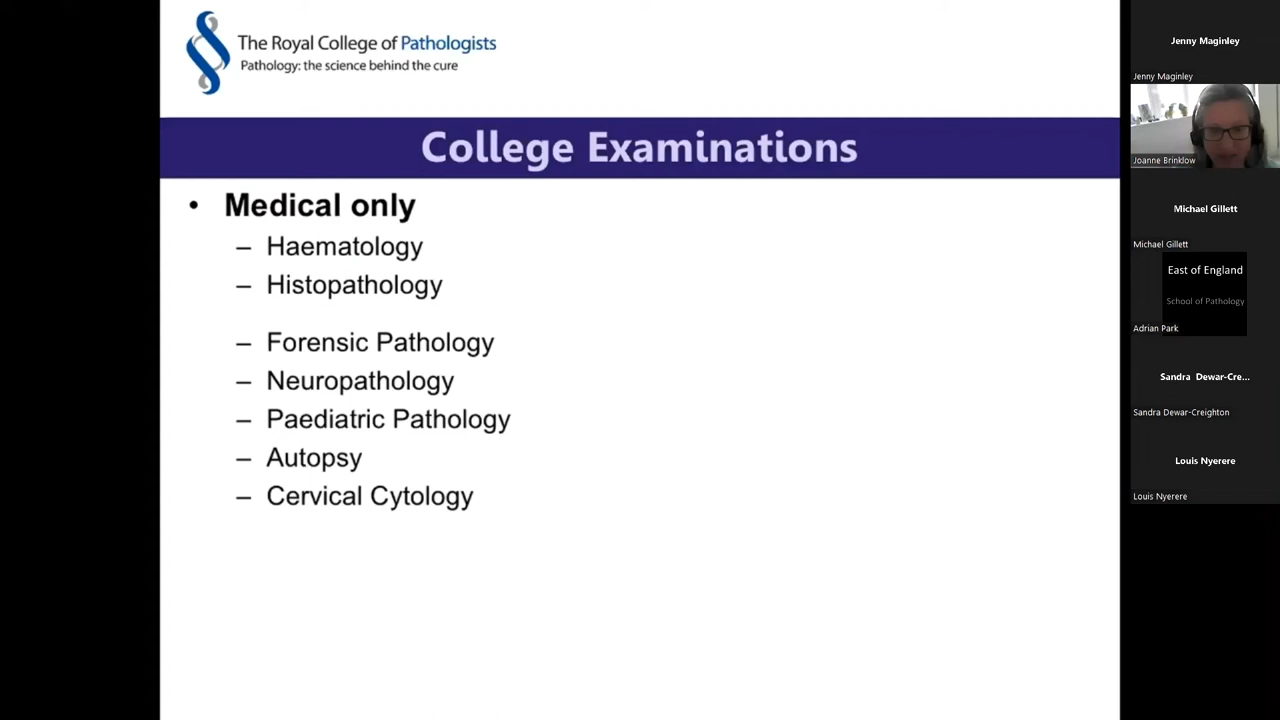 The Royal College of Pathologists
Pathology: the science behind the cure
College Examinations
• Medical only
– Haematology
– Histopathology
– Forensic Pathology
– Neuropathology
– Paediatric Pathology
– Autopsy
– Cervical Cytology
Jenny Maginley
Jenny Maginley
Joanne Brinklow
Michael Gillett
Michael Gillett
East of England
School of Pathology
Adrian Park
Sandra Dewar-Cre...
Sandra Dewar-Creighton
Louis Nyerere
Louis Nyerere